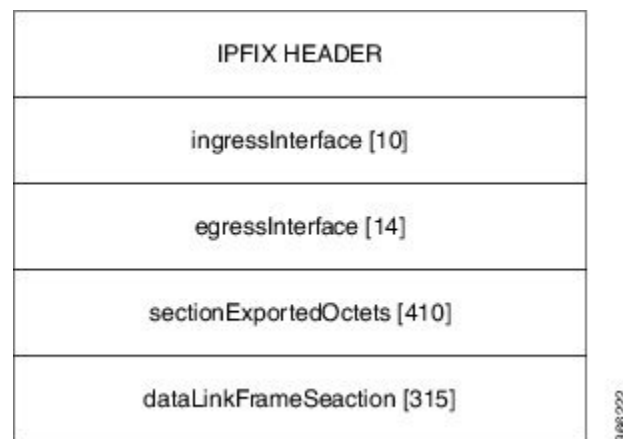 IPFIX HEADER
ingressInterface [10]
egressInterface [14]
sectionExportedOctets [410]
dataLinkFrameSeaction [315]